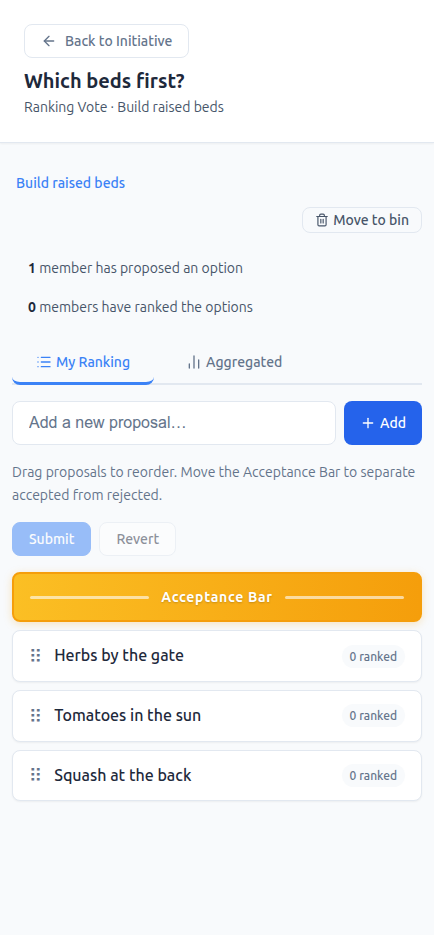 Back to Initiative
Which beds first?
Ranking Vote · Build raised beds
Build raised beds
Move to bin
1 member has proposed an option
0 members have ranked the options
My Ranking
Aggregated
Add a new proposal...
+ Add
Drag proposals to reorder. Move the Acceptance Bar to separate
accepted from rejected.
Submit
Revert
Acceptance Bar
Herbs by the gate
0 ranked
Tomatoes in the sun
0 ranked
Squash at the back
0 ranked